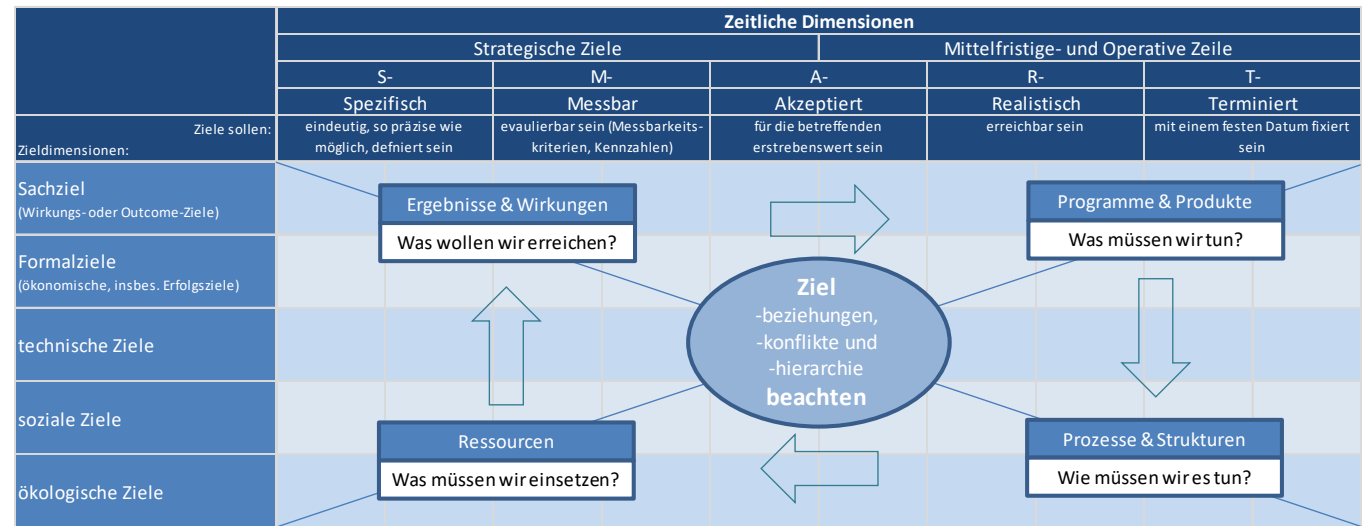 Zeitliche Dimensionen
Strategische Ziele
Mittelfristige- und Operative Zeile
S-
M-
A-
R-
T-
Spezifisch
Messbar
Akzeptiert
Realistisch
Terminiert
Ziele sollen:
Zieldimensionen:
eindeutig, so präzise wie
möglich, defniert sein
evaulierbar sein (Messbarkeits-
kriterien, Kennzahlen)
für die betreffenden
erstrebenswert sein
erreichbar sein
mit einem festen Datum fixiert
sein
Sachziel
(Wirkungs- oder Outcome-Ziele)
Formalziele
(ökonomische, insbes. Erfolgsziele)
technische Ziele
soziale Ziele
ökologische Ziele
Ergebnisse & Wirkungen
Was wollen wir erreichen?
Programme & Produkte
Was müssen wir tun?
Ziel
-beziehungen,
-konflikte und
-hierarchie
beachten
Ressourcen
Was müssen wir einsetzen?
Prozesse & Strukturen
Wie müssen wir es tun?